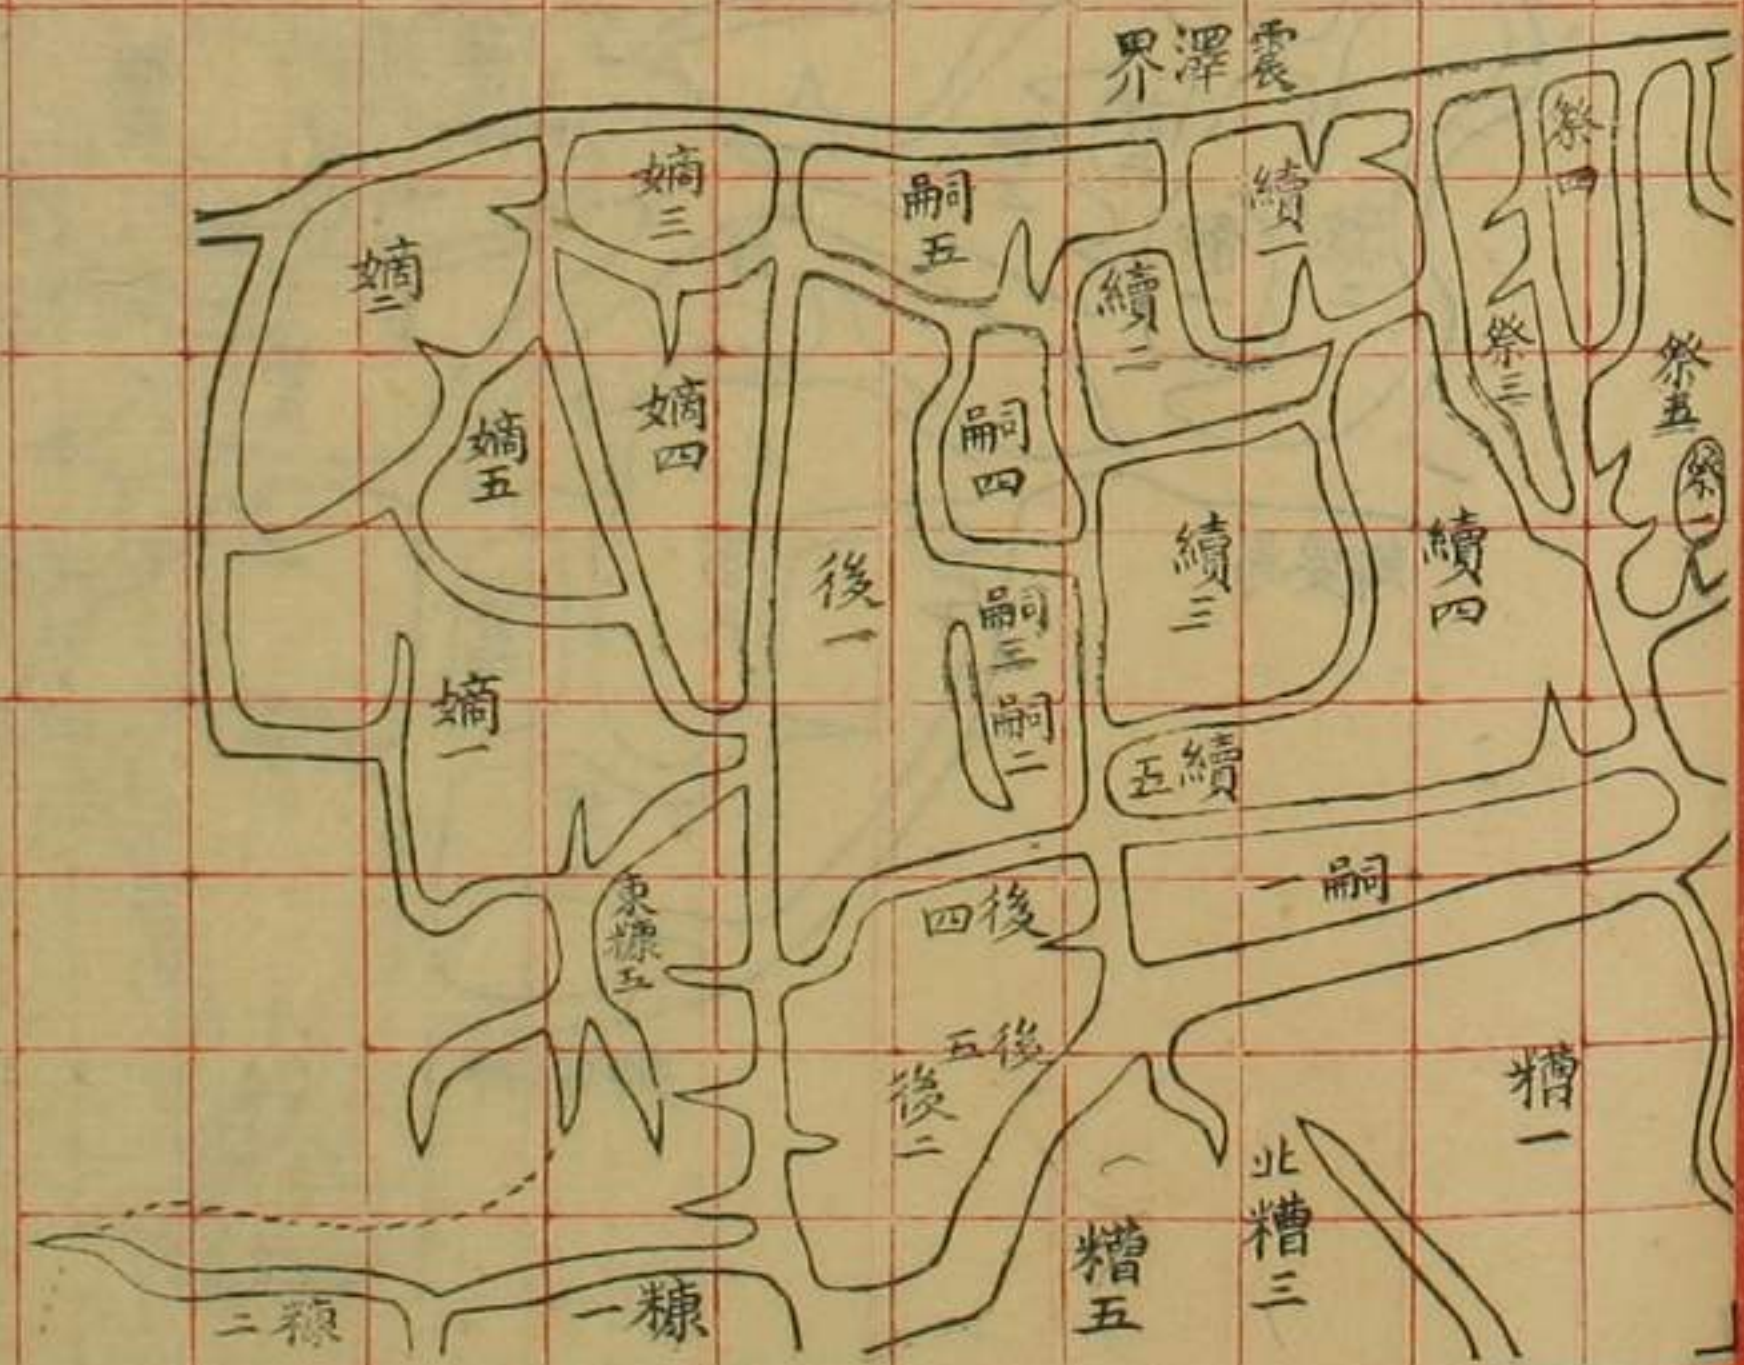 震澤界
祭四
續一
嗣五
嫡三
嫡二
續二
祭三
祭五
祭一
嫡四
嫡五
嗣四
續三
續四
後一
嗣三
嗣二
嫡一
續五
嗣一
後四
東糠五
後五
後二
糟一
北糟三
糟五
糠一
糠二